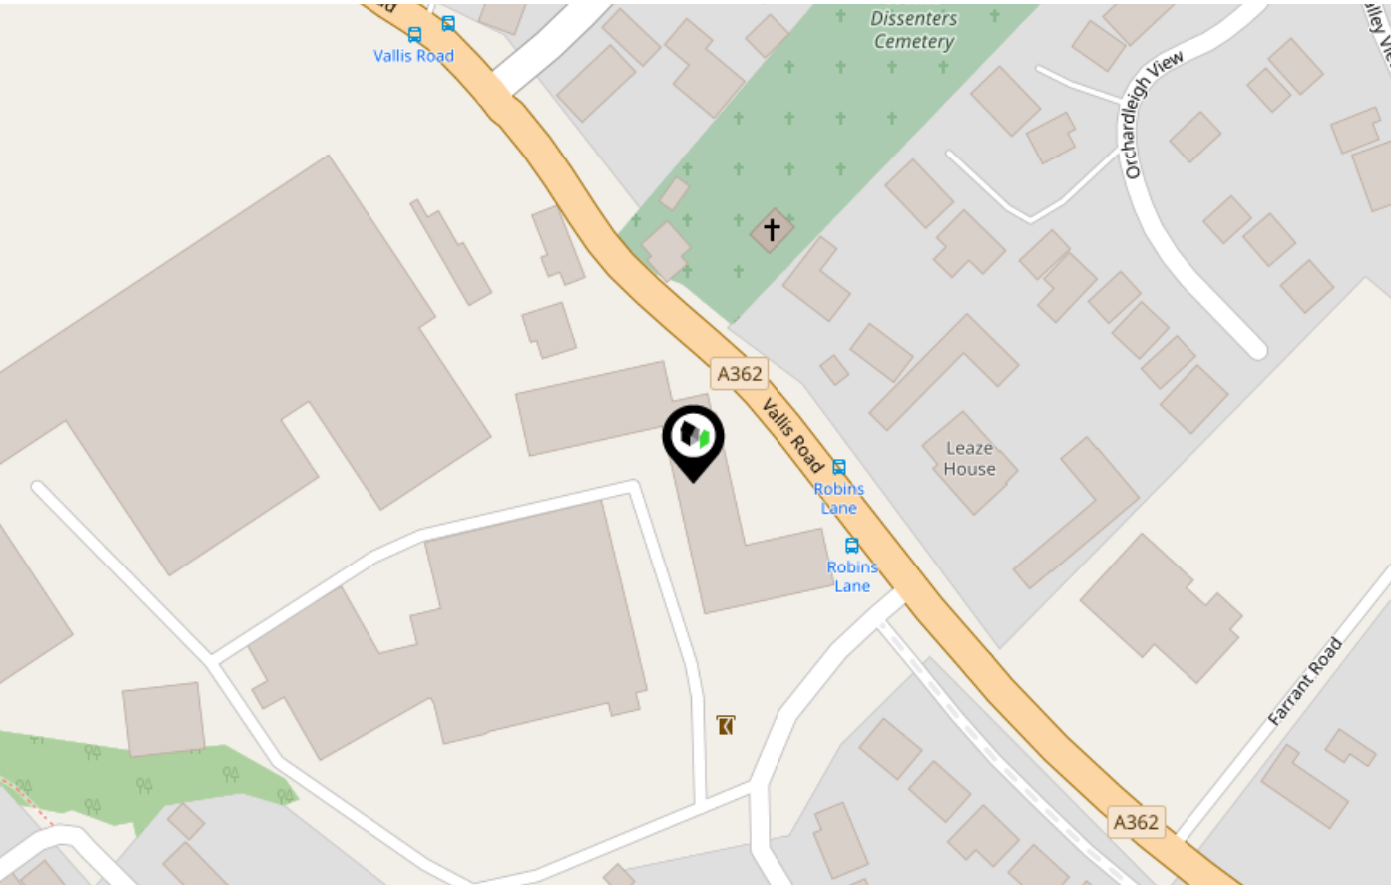 Dissenters
Cemetery
Vallis Road
Orchardleigh View
A362
Vallis Road
Leaze
House
Robins
Lane
Robins
Lane
Farrant Road
A362